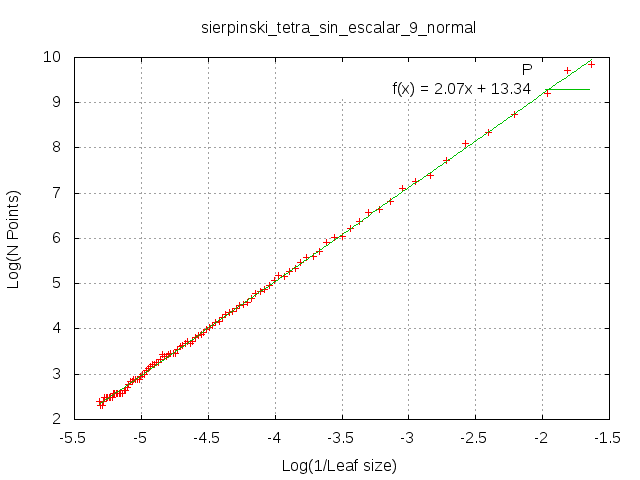 sierpinski_tetra_sin_escalar_9_normal
10
9
8
7
6
5
4
3
2
Log(N Points)
P
f(x) = 2.07x + 13.34
-5.5 -5 -4.5 -4 -3.5 -3 -2.5 -2 -1.5
Log(1/Leaf size)